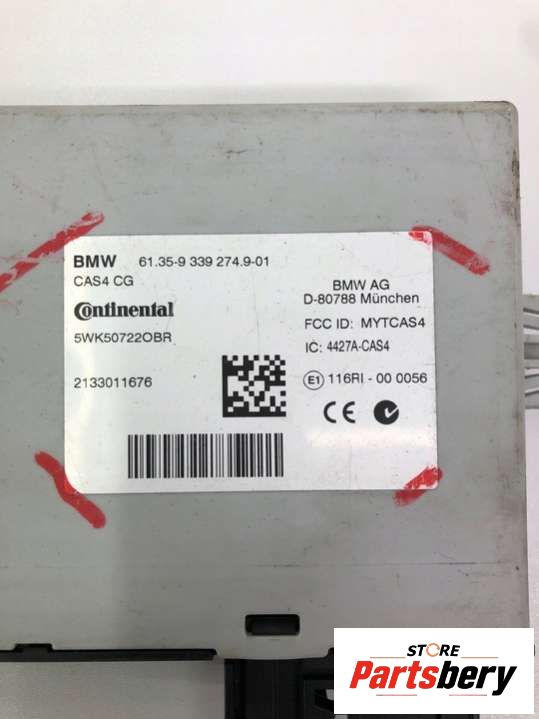 BMW 61.35-9 339 274.9-01
CAS4 CG
Continental
5WK50722OBR
2133011676
BMW AG
D-80788 München
FCC ID: MYTCAS4
IC: 4427A-CAS4
E1 116RI - 00 0056
CE
STORE
Partsbery